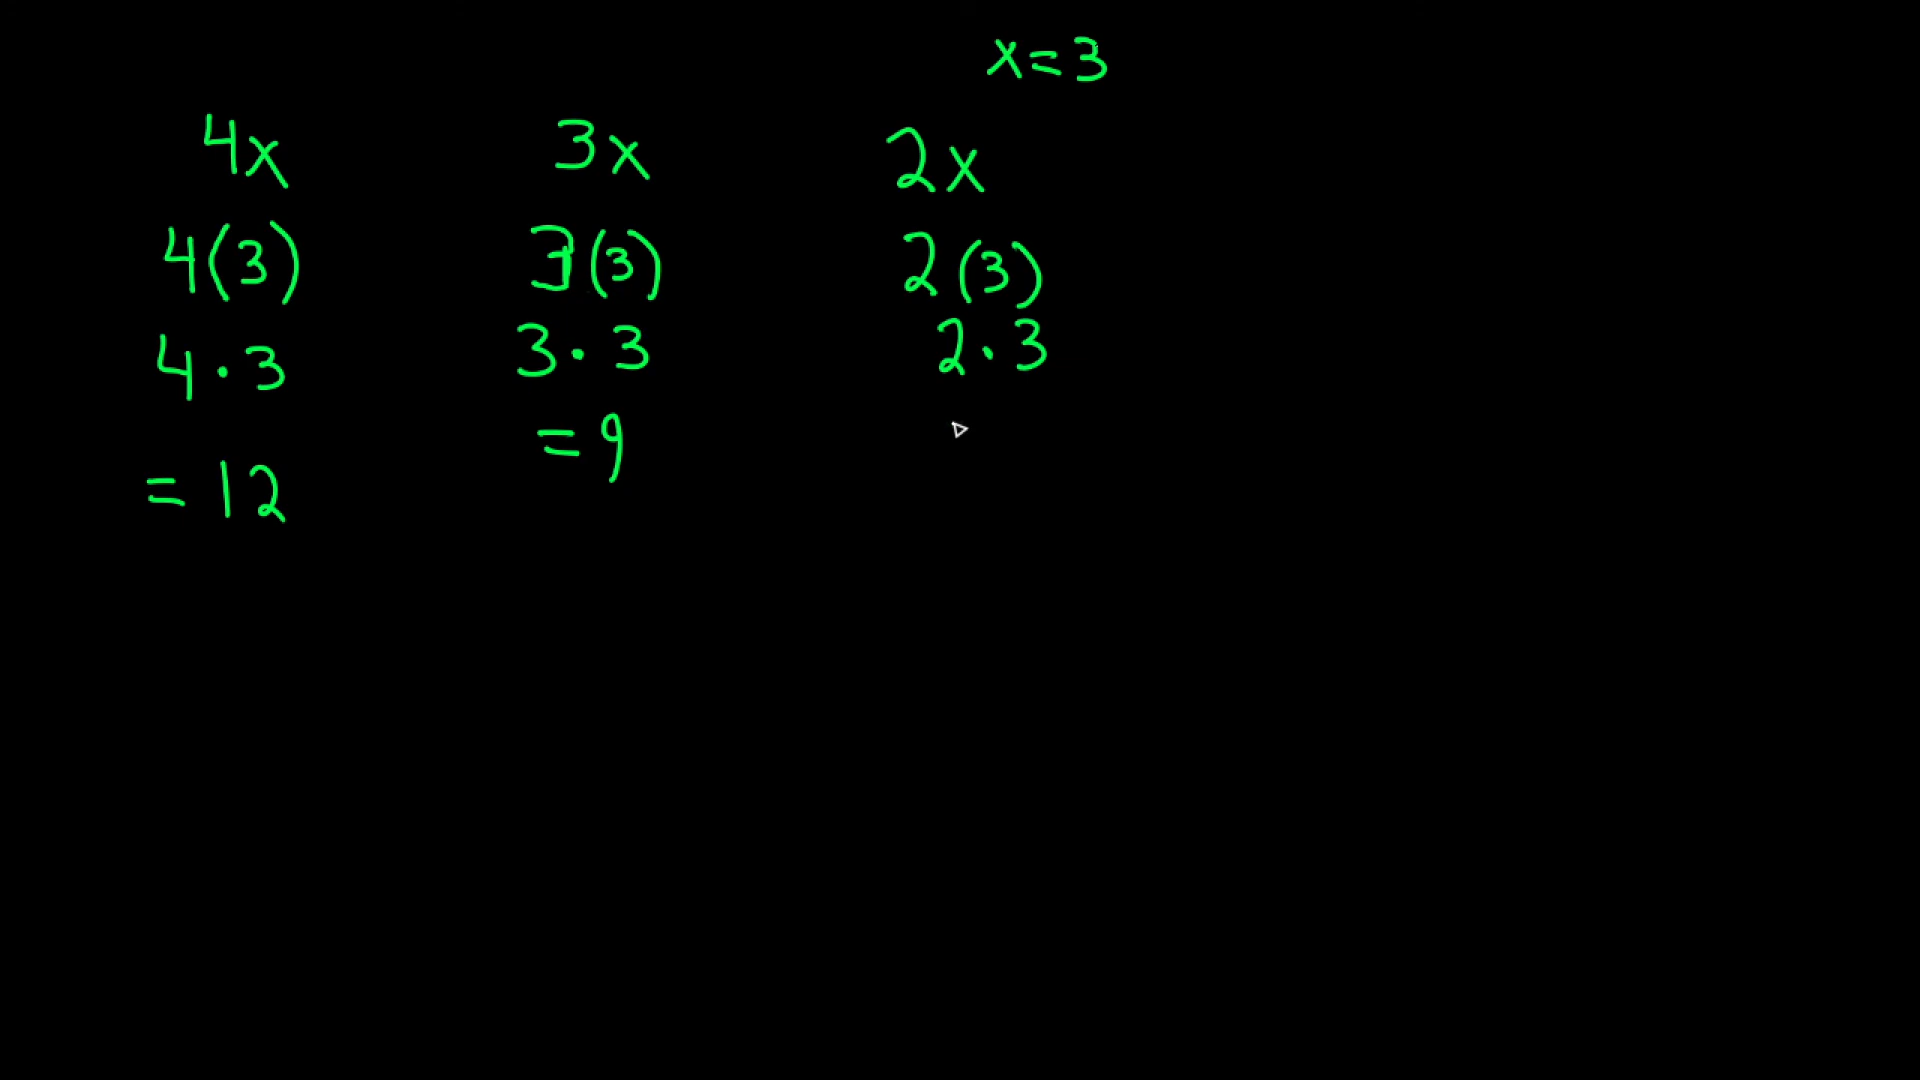 x=3
4x
4(3)
4·3
=12
3x
3(3)
3·3
=9
2x
2(3)
2·3